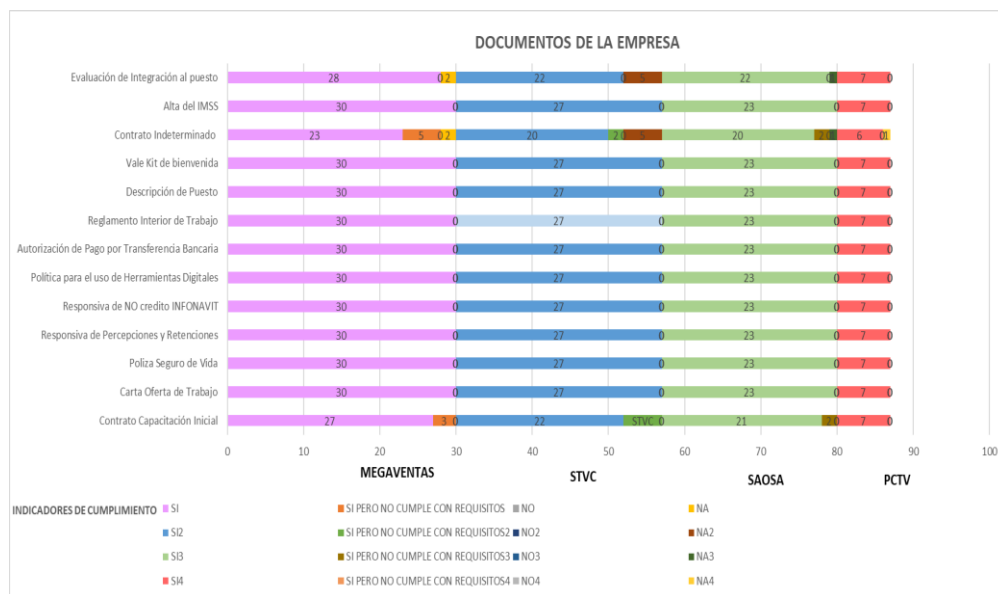 DOCUMENTOS DE LA EMPRESA
Evaluación de Integración al puesto 28 0 2 22 0 5 22 0 7 0
Alta del IMSS 30 0 27 0 23 0 7 0
Contrato Indeterminado 23 5 0 2 20 2 0 5 20 2 0 6 0 1
Vale Kit de bienvenida 30 0 27 0 23 0 7 0
Descripción de Puesto 30 0 27 0 23 0 7 0
Reglamento Interior de Trabajo 30 0 27 0 23 0 7 0
Autorización de Pago por Transferencia Bancaria 30 0 27 0 23 0 7 0
Política para el uso de Herramientas Digitales 30 0 27 0 23 0 7 0
Responsiva de NO credito INFONAVIT 30 0 27 0 23 0 7 0
Responsiva de Percepciones y Retenciones 30 0 27 0 23 0 7 0
Poliza Seguro de Vida 30 0 27 0 23 0 7 0
Carta Oferta de Trabajo 30 0 27 0 23 0 7 0
Contrato Capacitación Inicial 27 3 0 22 STVC 0 21 2 0 7 0
0 10 20 30 40 50 60 70 80 90 100
MEGAVENTAS STVC SAOSA PCTV
INDICADORES DE CUMPLIMIENTO SI SI PERO NO CUMPLE CON REQUISITOS NO NA
SI2 SI PERO NO CUMPLE CON REQUISITOS2 NO2 NA2
SI3 SI PERO NO CUMPLE CON REQUISITOS3 NO3 NA3
SI4 SI PERO NO CUMPLE CON REQUISITOS4 NO4 NA4